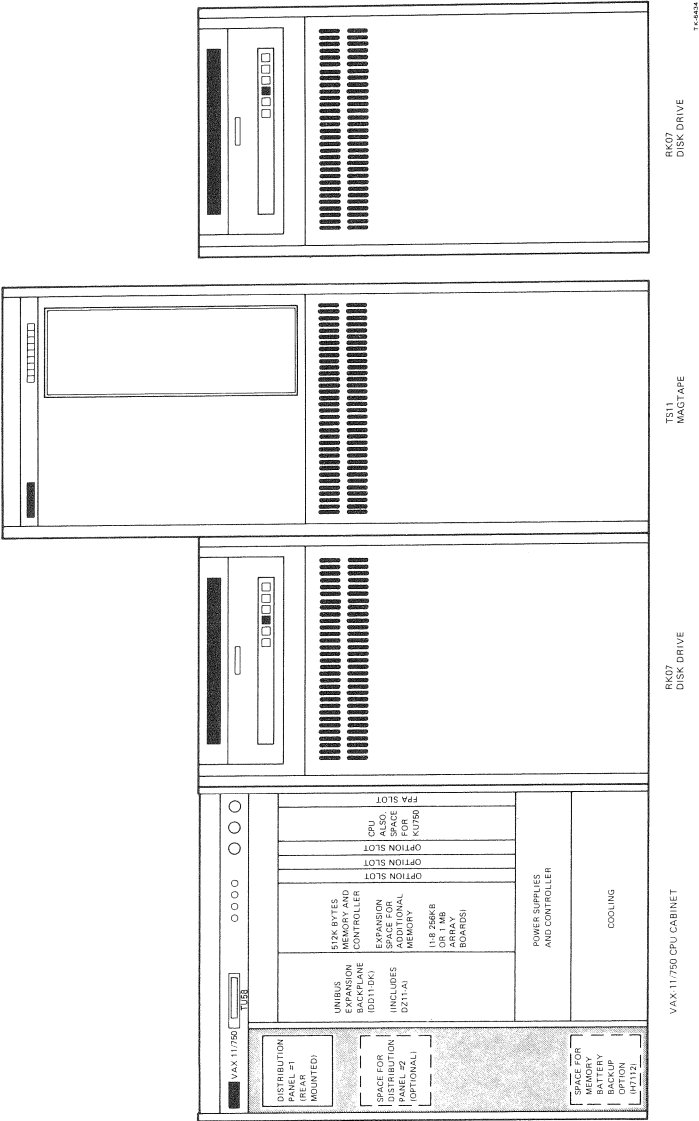 VAX 11/750
TU58
DISTRIBUTION
PANEL #1
(REAR
MOUNTED)
SPACE FOR
DISTRIBUTION
PANEL #2
(OPTIONAL)
SPACE FOR
MEMORY
BATTERY
BACKUP
OPTION
(H7112)
UNIBUS
EXPANSION
BACKPLANE
(DD11-DK)
(INCLUDES
DZ11-A)
512K BYTES
MEMORY AND
CONTROLLER
EXPANSION
SPACE FOR
ADDITIONAL
MEMORY
(1-8 256KB
OR 1 MB
ARRAY
BOARDS)
OPTION SLOT
OPTION SLOT
OPTION SLOT
CPU
ALSO,
SPACE
FOR
KU750
FPA SLOT
POWER SUPPLIES
AND CONTROLLER
COOLING
VAX-11/750 CPU CABINET
RK07
DISK DRIVE
TS11
MAGTAPE
RK07
DISK DRIVE
TK-6434